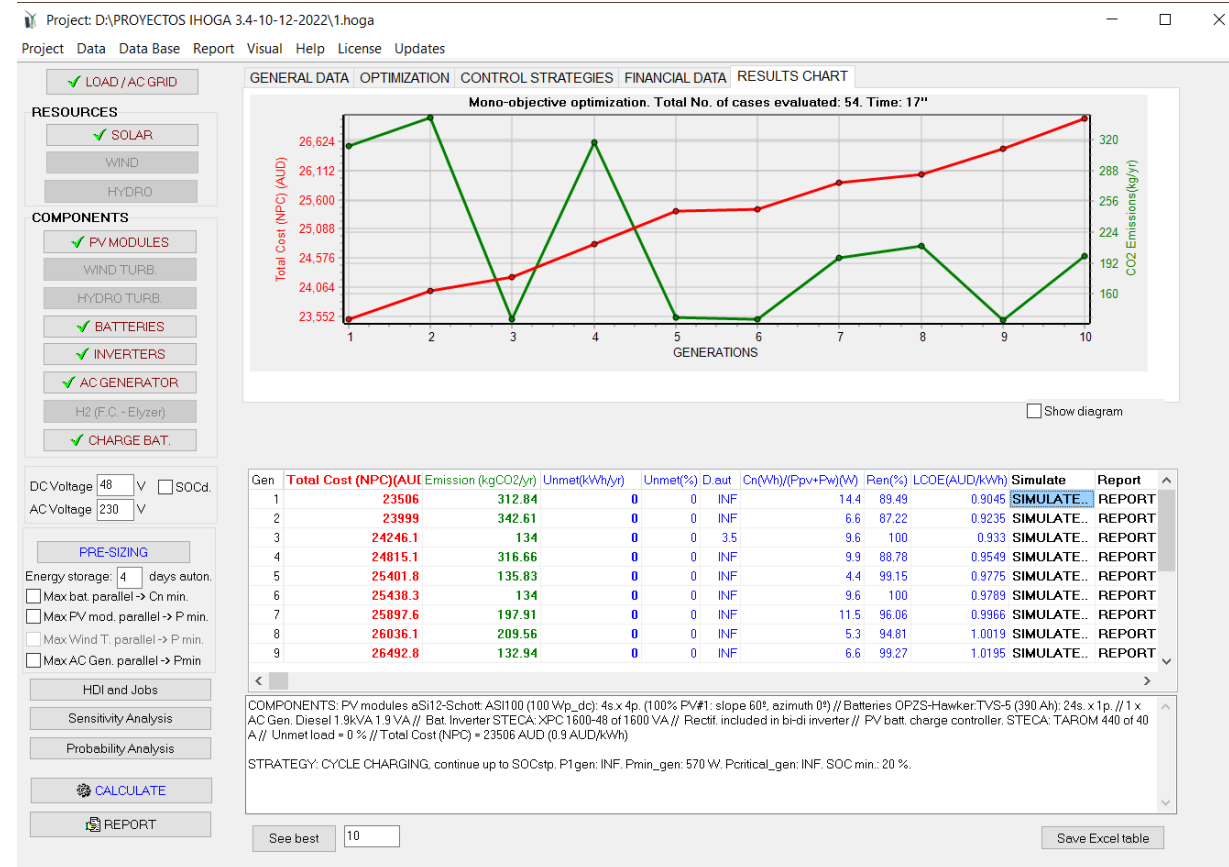 Project: D:\PROYECTOS IHOGA 3.4-10-12-2022\1.hoga
Project Data Data Base Report Visual Help License Updates
LOAD / AC GRID
RESOURCES
SOLAR
WIND
HYDRO
COMPONENTS
PV MODULES
WIND TURB.
HYDRO TURB.
BATTERIES
INVERTERS
AC GENERATOR
H2 (F.C. - Elyzer)
CHARGE BAT.
DC Voltage 48 V SOCd.
AC Voltage 230 V
PRE-SIZING
Energy storage: 4 days auton.
Max bat. parallel -> Cn min.
Max PV mod. parallel -> P min.
Max Wind T. parallel -> P min.
Max AC Gen. parallel -> Pmin
HDI and Jobs
Sensitivity Analysis
Probability Analysis
CALCULATE
REPORT
GENERAL DATA OPTIMIZATION CONTROL STRATEGIES FINANCIAL DATA RESULTS CHART
Mono-objective optimization. Total No. of cases evaluated: 54. Time: 17"
Total Cost (NPC) (AUD)
26,624
26,112
25,600
25,088
24,576
24,064
23,552
320
288
256
224
192
160
CO2 Emissions(kg/yr)
1 2 3 4 5 6 7 8 9 10
GENERATIONS
Show diagram
Gen Total Cost (NPC)(AUI Emission (kgCO2/yr) Unmet(kWh/yr) Unmet(%) D.aut Cn(Wh)/(Ppv+Pw)(W) Ren(%) LCOE(AUD/kWh) Simulate Report
1 23506 312.84 0 0 INF 14.4 89.49 0.9045 SIMULATE.. REPORT
2 23999 342.61 0 0 INF 6.6 87.22 0.9235 SIMULATE.. REPORT
3 24246.1 134 0 0 3.5 9.6 100 0.933 SIMULATE.. REPORT
4 24815.1 316.66 0 0 INF 9.9 88.78 0.9549 SIMULATE.. REPORT
5 25401.8 135.83 0 0 INF 4.4 99.15 0.9775 SIMULATE.. REPORT
6 25438.3 134 0 0 INF 9.6 100 0.9789 SIMULATE.. REPORT
7 25897.6 197.91 0 0 INF 11.5 96.06 0.9966 SIMULATE.. REPORT
8 26036.1 209.56 0 0 INF 5.3 94.81 1.0019 SIMULATE.. REPORT
9 26492.8 132.94 0 0 INF 6.6 99.27 1.0195 SIMULATE.. REPORT
COMPONENTS: PV modules aSi12-Schott: ASI100 (100 Wp_dc): 4s.x 4p. (100% PV#1: slope 60º, azimuth 0º) // Batteries OPZS-Hawker:TVS-5 (390 Ah): 24s. x 1p. // 1 x
AC Gen. Diesel 1.9kVA 1.9 VA // Bat. Inverter STECA: XPC 1600-48 of 1600 VA // Rectif. included in bi-di inverter // PV batt. charge controller. STECA: TAROM 440 of 40
A // Unmet load = 0 % // Total Cost (NPC) = 23506 AUD (0.9 AUD/kWh)
STRATEGY: CYCLE CHARGING, continue up to SOCstp. P1gen: INF. Pmin_gen: 570 W. Pcritical_gen: INF. SOC min.: 20 %.
See best 10
Save Excel table